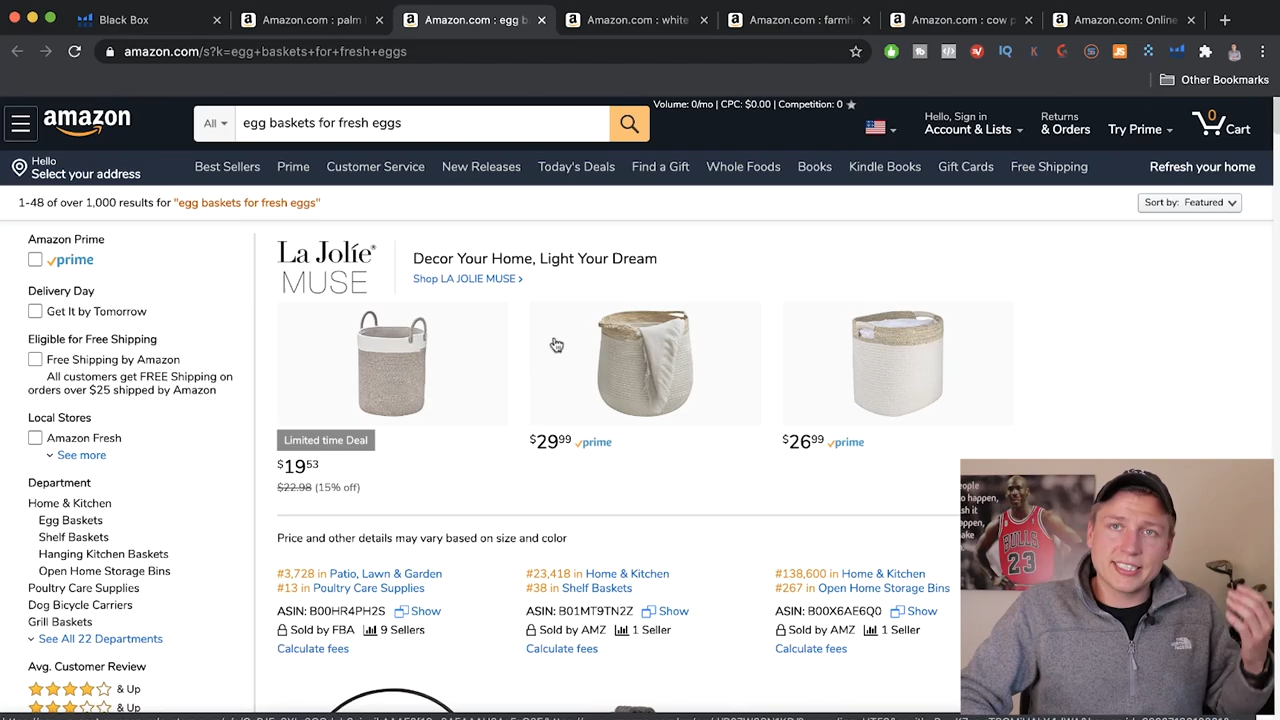 Black Box
Amazon.com : palm l
Amazon.com : egg b
Amazon.com : white
Amazon.com : farmh
Amazon.com : cow p
Amazon.com: Online
amazon.com/s?k=egg+baskets+for+fresh+eggs
Other Bookmarks
amazon
All
egg baskets for fresh eggs
Volume: 0/mo | CPC: $0.00 | Competition: 0
Hello, Sign in
Account & Lists
Returns
& Orders
Try Prime
0
Cart
Hello
Select your address
Best Sellers
Prime
Customer Service
New Releases
Today's Deals
Find a Gift
Whole Foods
Books
Kindle Books
Gift Cards
Free Shipping
Refresh your home
1-48 of over 1,000 results for "egg baskets for fresh eggs"
Sort by: Featured
Amazon Prime
prime
Delivery Day
Get It by Tomorrow
Eligible for Free Shipping
Free Shipping by Amazon
All customers get FREE Shipping on
orders over $25 shipped by Amazon
Local Stores
Amazon Fresh
See more
Department
Home & Kitchen
Egg Baskets
Shelf Baskets
Hanging Kitchen Baskets
Open Home Storage Bins
Poultry Care Supplies
Dog Bicycle Carriers
Grill Baskets
See All 22 Departments
Avg. Customer Review
& Up
& Up
La Jolíe®
MUSE
Decor Your Home, Light Your Dream
Shop LA JOLIE MUSE ›
Limited time Deal
$19 53
$22.98 (15% off)
$29 99 prime
$26 99 prime
Price and other details may vary based on size and color
#3,728 in Patio, Lawn & Garden
#13 in Poultry Care Supplies
ASIN: B00HR4PH2S Show
Sold by FBA 9 Sellers
Calculate fees
#23,418 in Home & Kitchen
#38 in Shelf Baskets
ASIN: B01MT9TN2Z Show
Sold by AMZ 1 Seller
Calculate fees
#138,600 in Home & Kitchen
#267 in Open Home Storage Bins
ASIN: B00X6AE6Q0 Show
Sold by AMZ 1 Seller
Calculate fees
BULLS
23